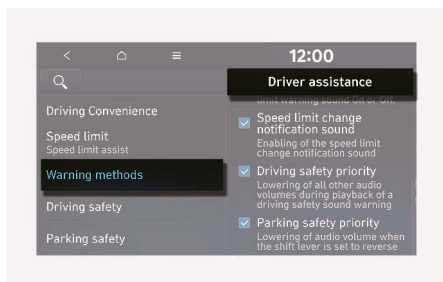 12:00
Driver assistance
Driving Convenience
Speed limit
Speed limit assist
Warning methods
Driving safety
Parking safety
limit warning sound On or Off.
Speed limit change
notification sound
Enabling of the speed limit
change notification sound
Driving safety priority
Lowering of all other audio
volumes during playback of a
driving safety sound warning
Parking safety priority
Lowering of audio volume when
the shift lever is set to reverse